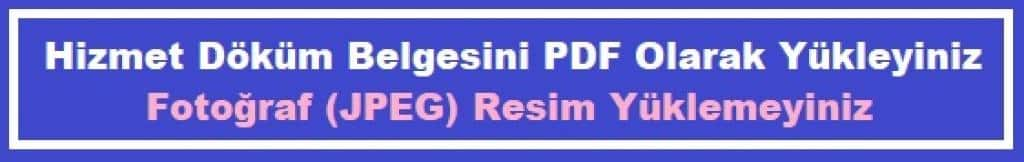 Hizmet Döküm Belgesini PDF Olarak Yükleyiniz
Fotoğraf (JPEG) Resim Yüklemeyiniz